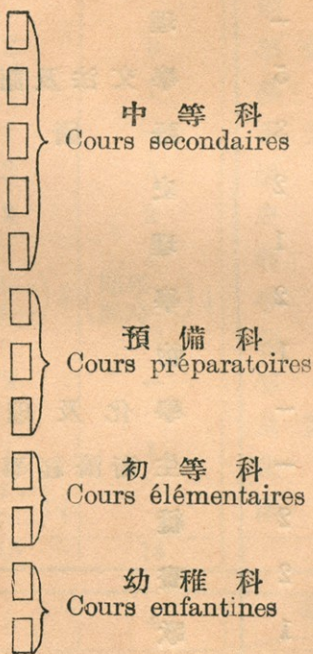 中等科
Cours secondaires
預備科
Cours préparatoires
初等科
Cours élémentaires
幼稚科
Cours enfantines